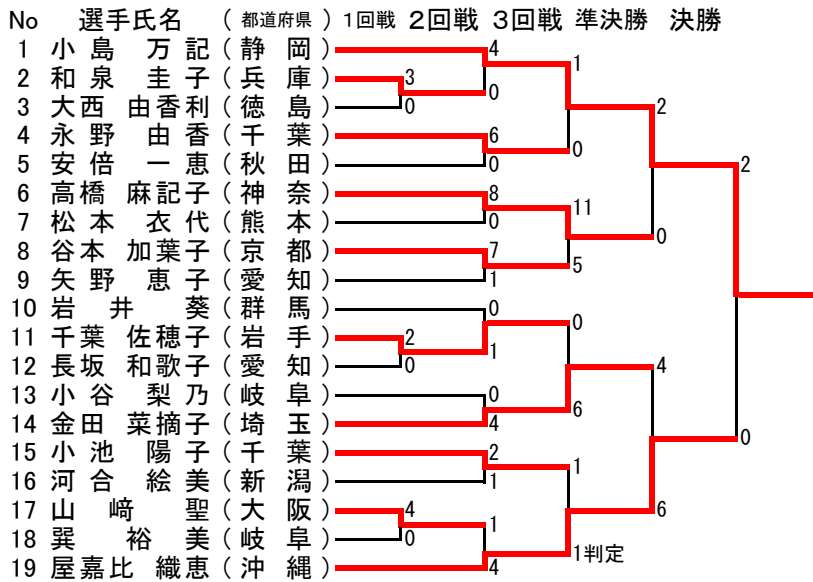 No 選手氏名 (都道府県) 1回戦 2回戦 3回戦 準決勝 決勝
1 小島 万記 (静岡) 4 1
2 和泉 圭子 (兵庫) 3 0
3 大西 由香利 (徳島) 0 2
4 永野 由香 (千葉) 6 0
5 安倍 一恵 (秋田) 0 2
6 高橋 麻記子 (神奈) 8 11
7 松本 衣代 (熊本) 0 0
8 谷本 加葉子 (京都) 7 5
9 矢野 恵子 (愛知) 1
10 岩井 葵 (群馬) 0 0
11 千葉 佐穂子 (岩手) 2 1
12 長坂 和歌子 (愛知) 0 4
13 小谷 梨乃 (岐阜) 0 6
14 金田 菜摘子 (埼玉) 4 0
15 小池 陽子 (千葉) 2 1
16 河合 絵美 (新潟) 1
17 山﨑 聖 (大阪) 4 1 6
18 巽 裕美 (岐阜) 0 1判定
19 屋嘉比 織恵 (沖縄) 4